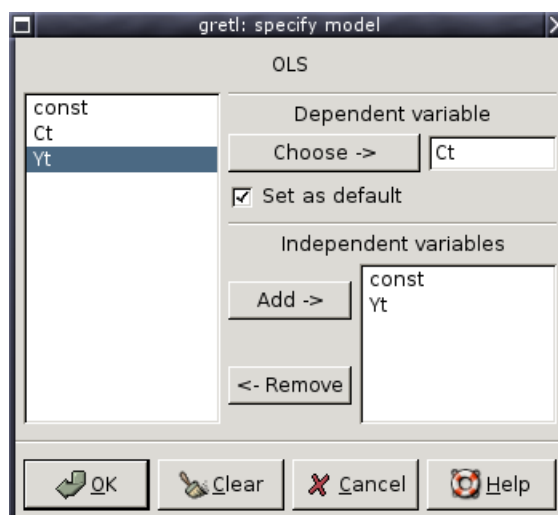 gretl: specify model
OLS
const
Ct
Yt
Dependent variable
Choose ->
Ct
Set as default
Independent variables
Add ->
<- Remove
const
Yt
OK
Clear
Cancel
Help